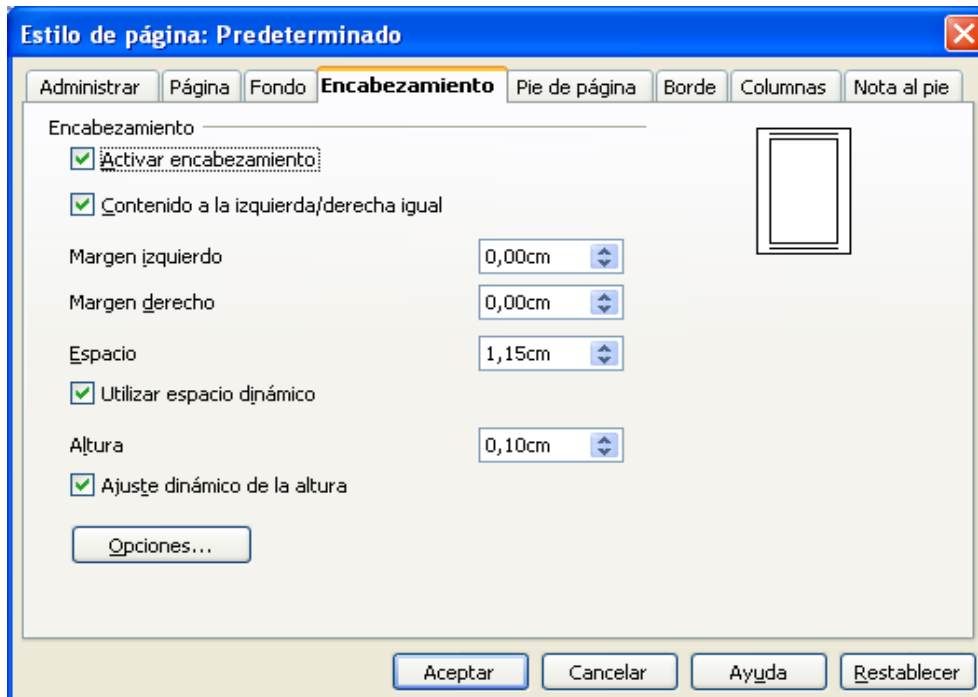 Estilo de página: Predeterminado
Administrar Página Fondo Encabezamiento Pie de página Borde Columnas Nota al pie
Encabezamiento
Activar encabezamiento
Contenido a la izquierda/derecha igual
Margen izquierdo 0,00cm
Margen derecho 0,00cm
Espacio 1,15cm
Utilizar espacio dinámico
Altura 0,10cm
Ajuste dinámico de la altura
Opciones...
Aceptar Cancelar Ayuda Restablecer